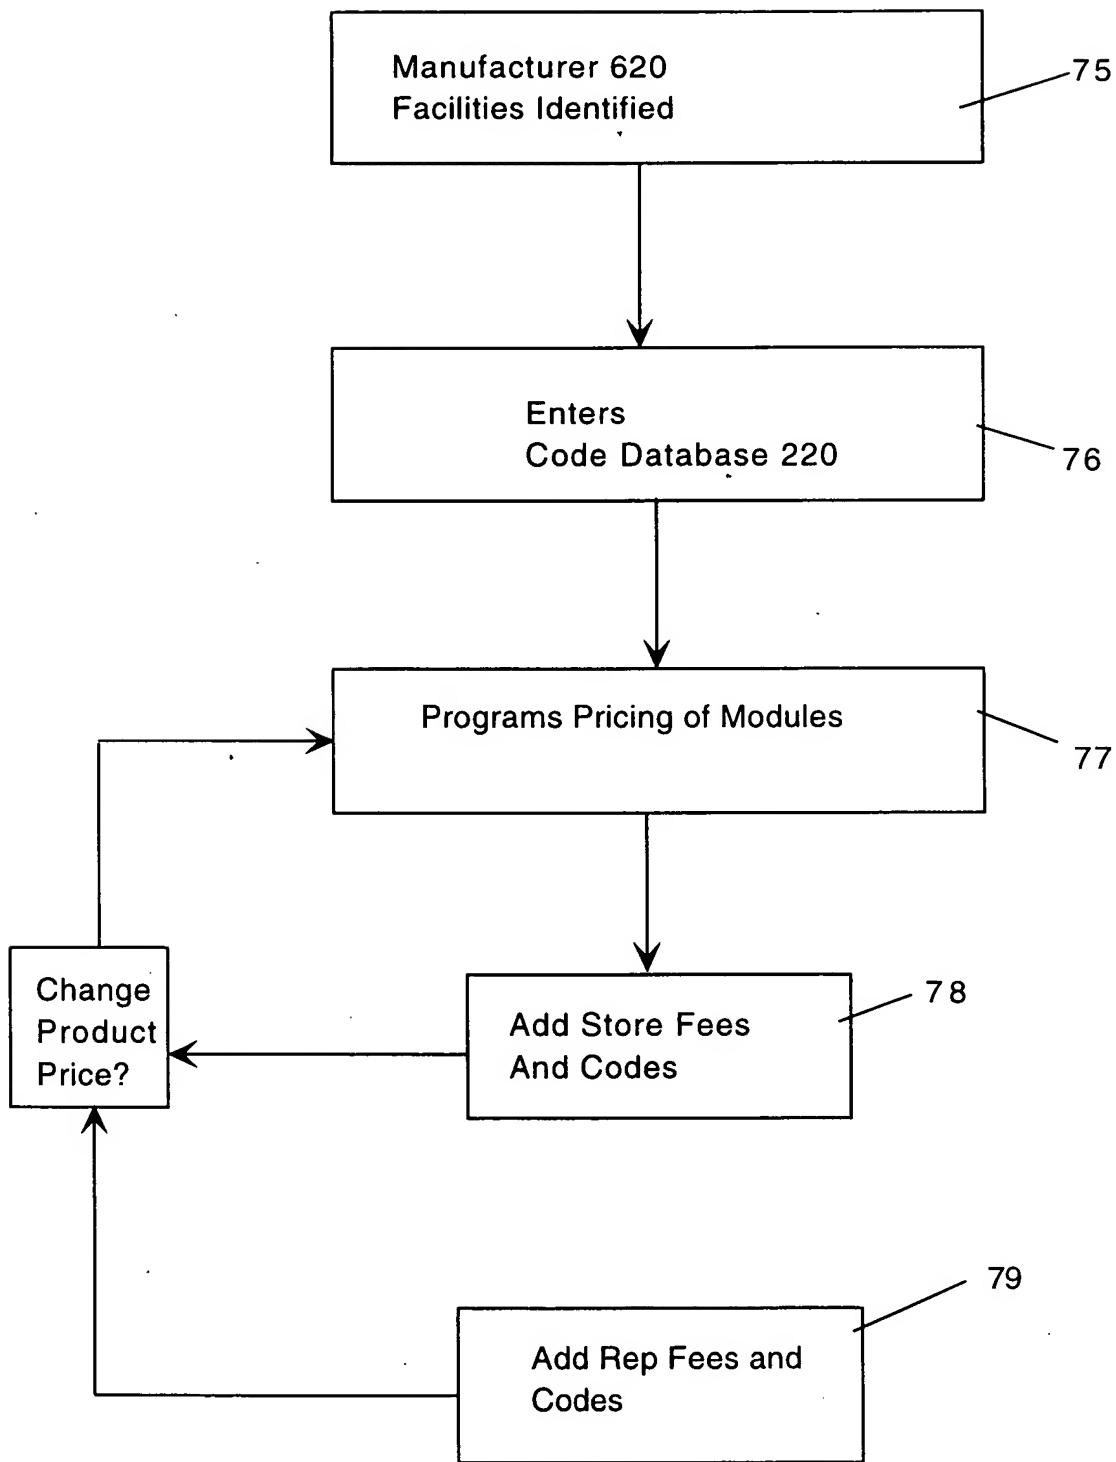 Manufacturer 620
Facilities Identified
75
Enters
Code Database 220
76
Programs Pricing of Modules
77
Change
Product
Price?
Add Store Fees
And Codes
78
Add Rep Fees and
Codes
79